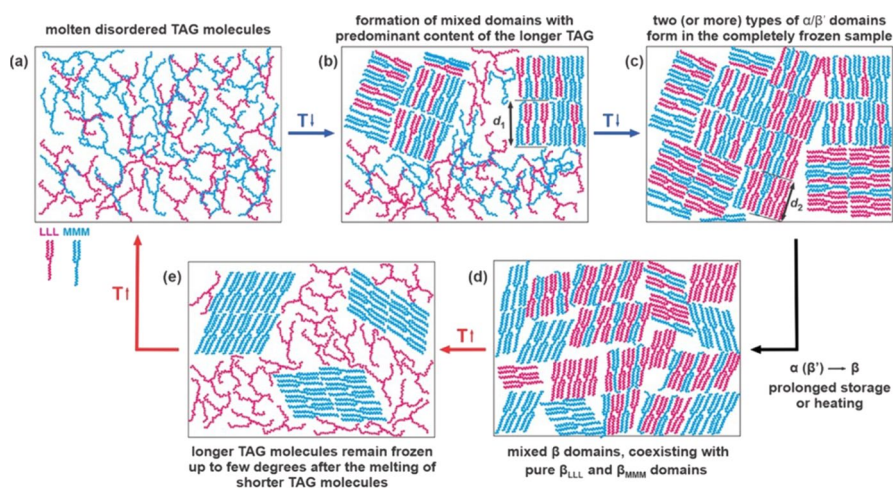 molten disordered TAG molecules
formation of mixed domains with
predominant content of the longer TAG
two (or more) types of α/β′ domains
form in the completely frozen sample
(a)
T↓
(b)
d₁
T↓
(c)
d₂
LLL MMM
T↑
(e)
T↑
(d)
α (β′) → β
prolonged storage
or heating
longer TAG molecules remain frozen
up to few degrees after the melting of
shorter TAG molecules
mixed β domains, coexisting with
pure βLLL and βMMM domains